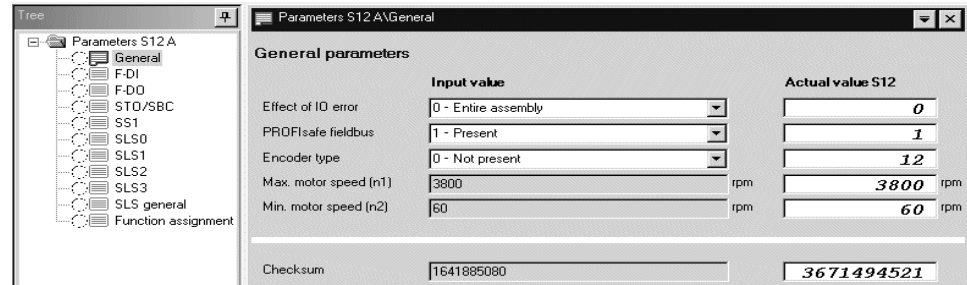 Tree
Parameters S12 A
General
F-DI
F-DO
STO/SBC
SS1
SLS0
SLS1
SLS2
SLS3
SLS general
Function assignment
Parameters S12 A\General
General parameters
Input value Actual value S12
Effect of IO error 0 - Entire assembly 0
PROFIsafe fieldbus 1 - Present 1
Encoder type 0 - Not present 12
Max. motor speed (n1) 3800 rpm 3800 rpm
Min. motor speed (n2) 60 rpm 60 rpm
Checksum 1641885080 3671494521